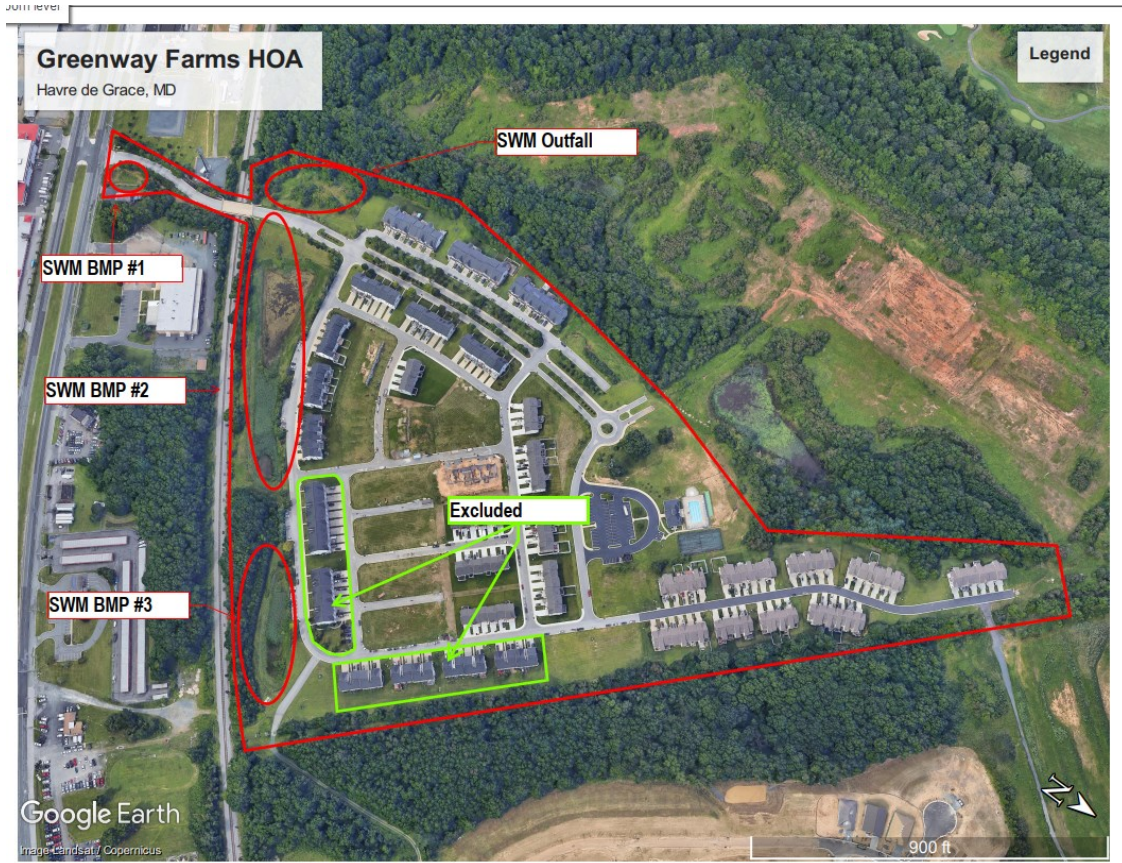 level
Greenway Farms HOA
Havre de Grace, MD
Legend
SWM Outfall
SWM BMP #1
SWM BMP #2
Excluded
SWM BMP #3
N
Google Earth
Image Landsat / Copernicus
900 ft